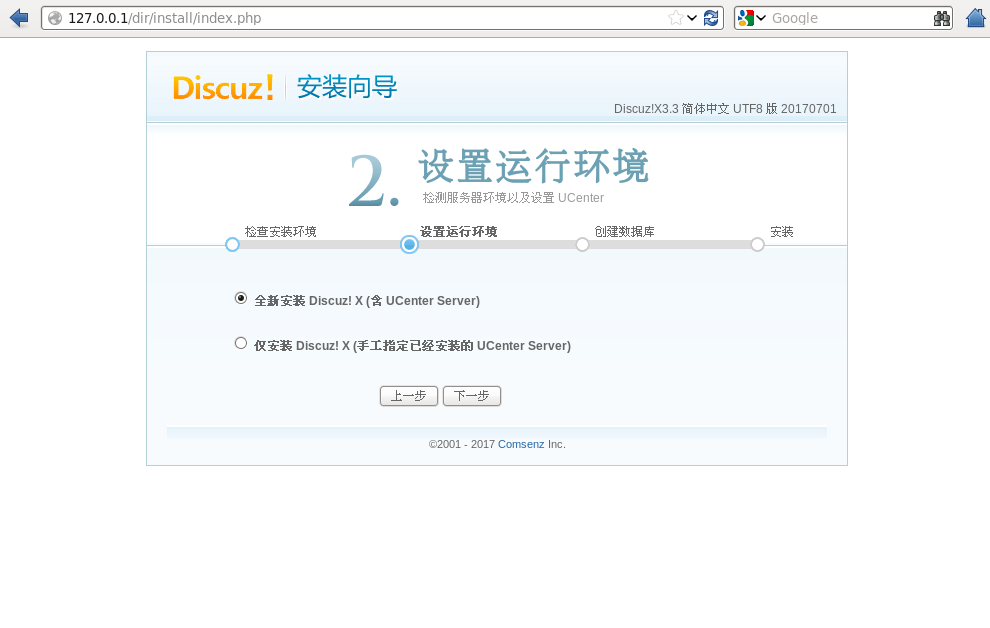 127.0.0.1/dir/install/index.php
Google
Discuz! 安装向导
Discuz!X3.3 简体中文 UTF8 版 20170701
2. 设置运行环境
检测服务器环境以及设置 UCenter
检查安装环境 设置运行环境 创建数据库 安装
全新安装 Discuz! X (含 UCenter Server)
仅安装 Discuz! X (手工指定已经安装的 UCenter Server)
上一步 下一步
©2001 - 2017 Comsenz Inc.